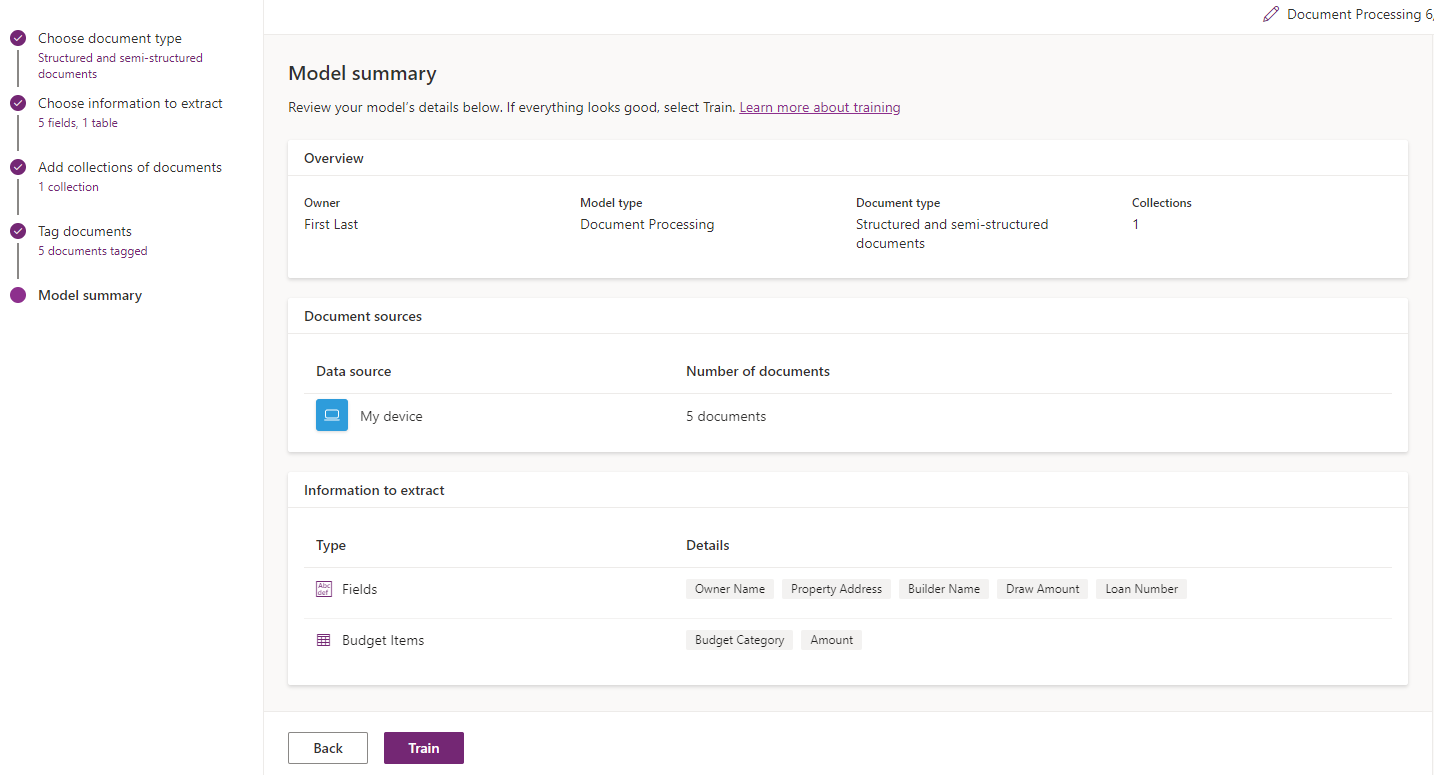 Document Processing 6,
Choose document type
Structured and semi-structured
documents
Choose information to extract
5 fields, 1 table
Add collections of documents
1 collection
Tag documents
5 documents tagged
Model summary
Model summary
Review your model's details below. If everything looks good, select Train. Learn more about training
Overview
Owner Model type Document type Collections
First Last Document Processing Structured and semi-structured 1
documents
Document sources
Data source Number of documents
My device 5 documents
Information to extract
Type Details
Abc
def
Fields Owner Name Property Address Builder Name Draw Amount Loan Number
Budget Items Budget Category Amount
Back Train